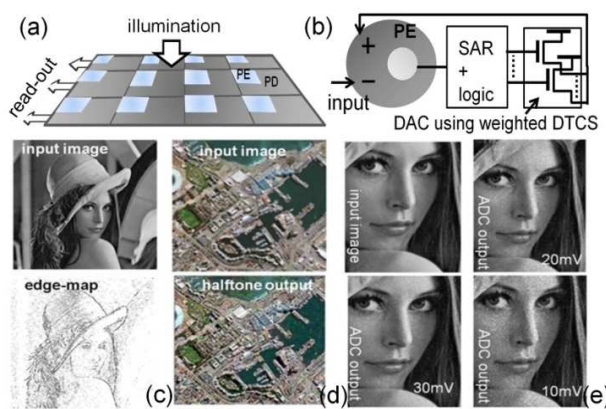 (a)
illumination
read-out
PE
PD
(b)
PE
+
−
input
SAR
+
logic
DAC using weighted DTCS
input image
edge-map
(c)
input image
halftone output
(d)
input image
ADC output
20mV
ADC output
30mV
ADC output
10mV
(e)